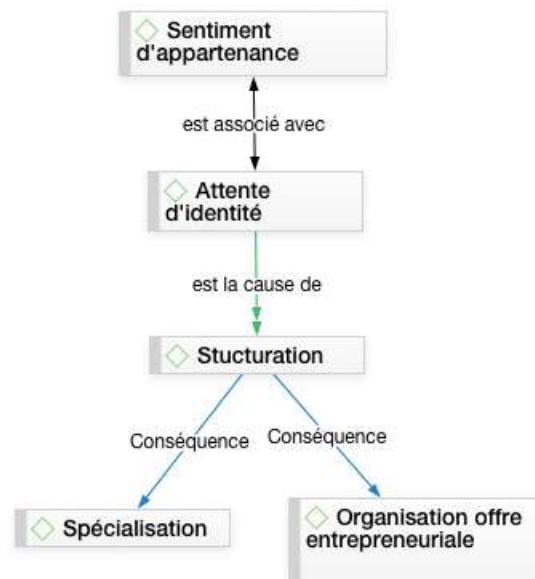 Sentiment
d'appartenance
est associé avec
Attente
d'identité
est la cause de
Stucturation
Conséquence
Conséquence
Spécialisation
Organisation offre
entrepreneuriale